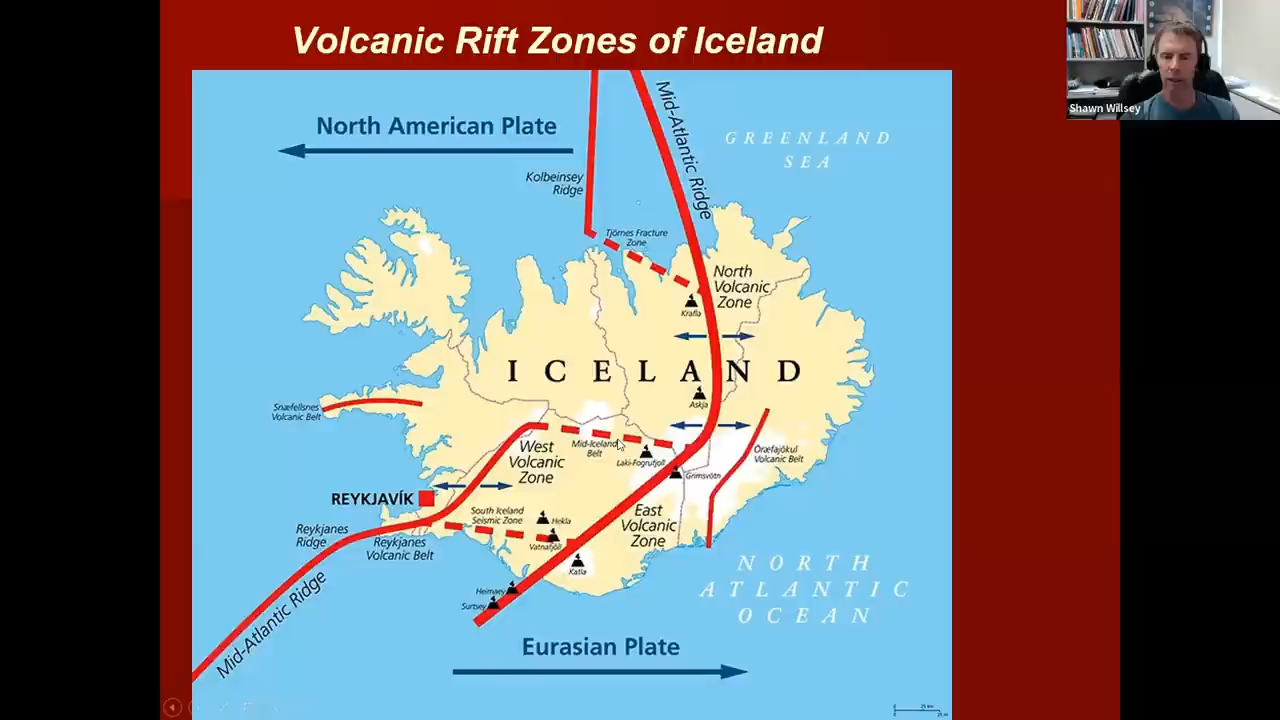 Volcanic Rift Zones of Iceland
Shawn Willsey
North American Plate
Mid-Atlantic Ridge
GREENLAND
SEA
Kolbeinsey
Ridge
Tjörnes Fracture
Zone
North
Volcanic
Zone
Krafla
ICELAND
Askja
Snæfellsnes
Volcanic Belt
Mid-Iceland
Belt
West
Volcanic
Zone
Laki-Fogrufjöll
Grimsvötn
Öræfajökul
Volcanic Belt
REYKJAVÍK
South Iceland
Seismic Zone
Hekla
East
Volcanic
Zone
Reykjanes
Ridge
Reykjanes
Volcanic Belt
Vatnafjöll
Katla
Heimaey
Surtsey
Mid-Atlantic Ridge
NORTH
ATLANTIC
OCEAN
Eurasian Plate